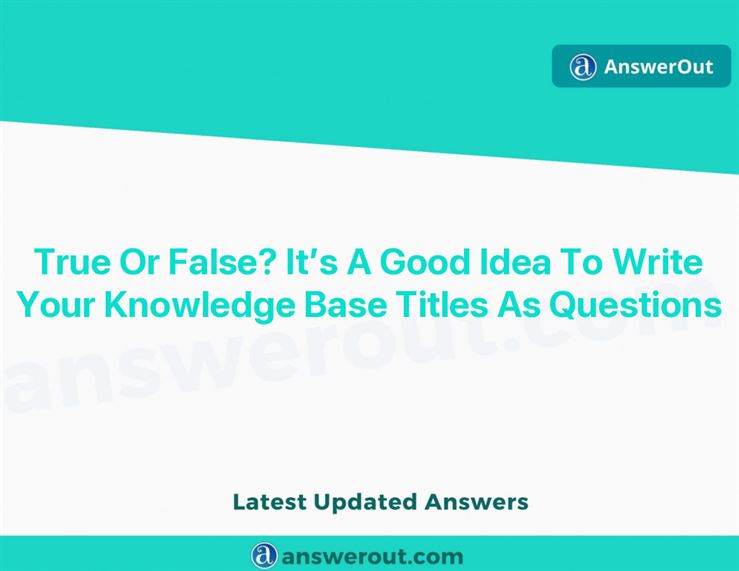 AnswerOut
True Or False? It’s A Good Idea To Write
Your Knowledge Base Titles As Questions
answerout.com
Latest Updated Answers
answerout.com